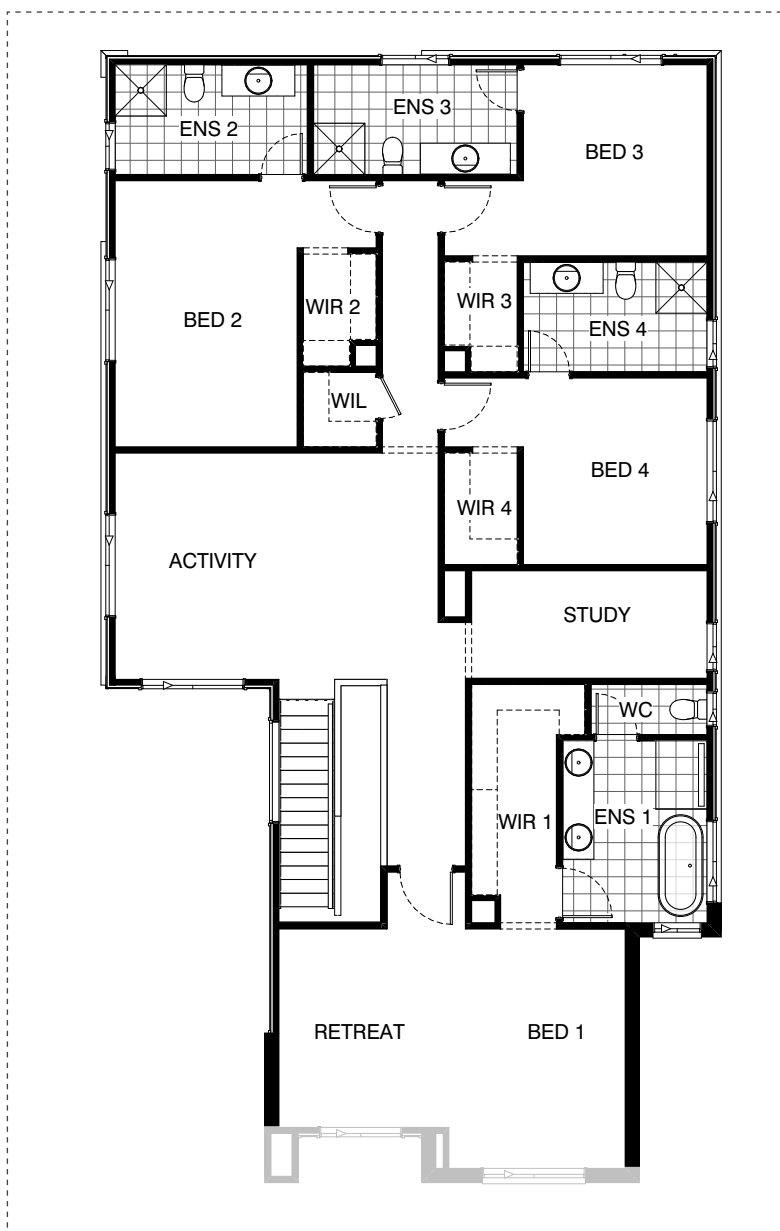 ENS 2
ENS 3
BED 3
BED 2
WIR 2
WIR 3
ENS 4
WIL
BED 4
WIR 4
ACTIVITY
STUDY
WC
WIR 1
ENS 1
RETREAT
BED 1